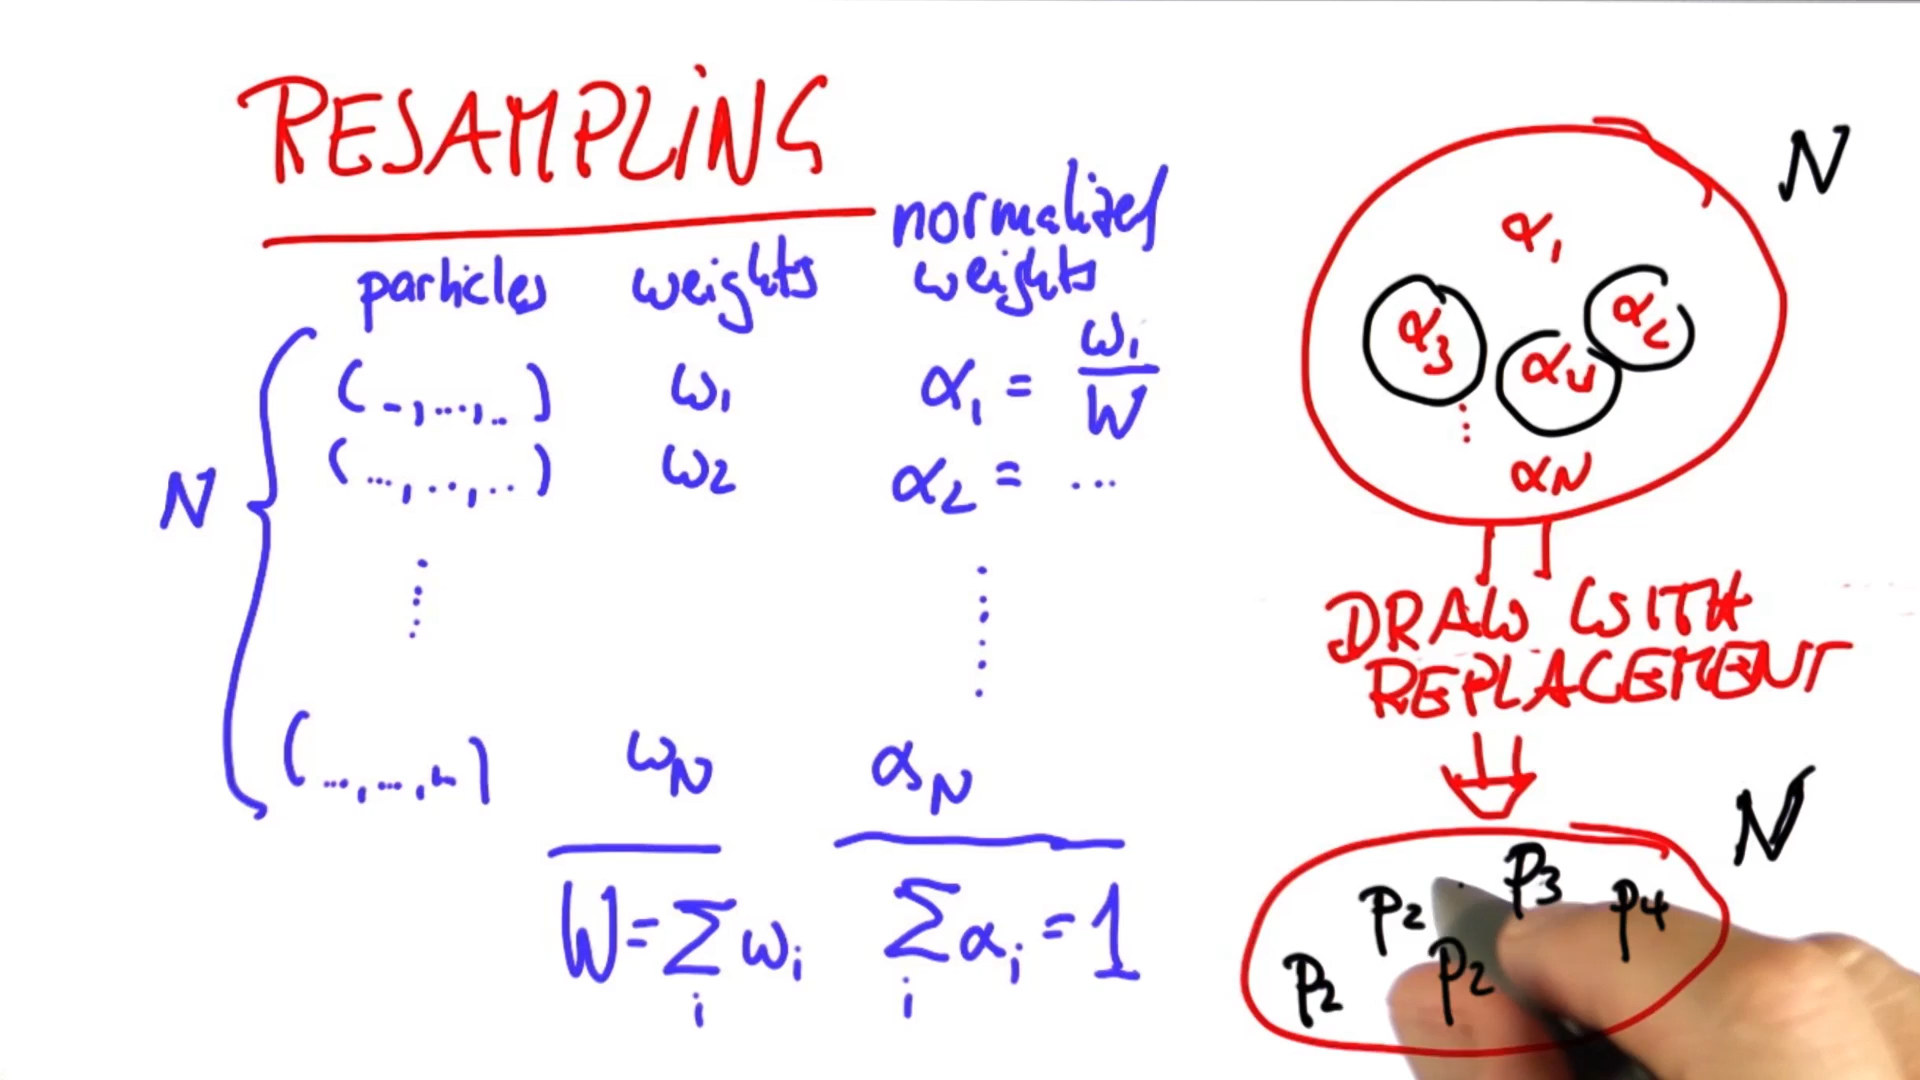 RESAMPLING
particles weights normalized weights
N
(-,...,..) w1 α1 = w1/W
(...,...,..) w2 α2 = ...
(...,...,...) wN αN
W = Σi wi Σi αi = 1
N
α1
α3 α4 α2
αN
DRAW WITH
REPLACEMENT
N
p2 p3 p4
p2 p2